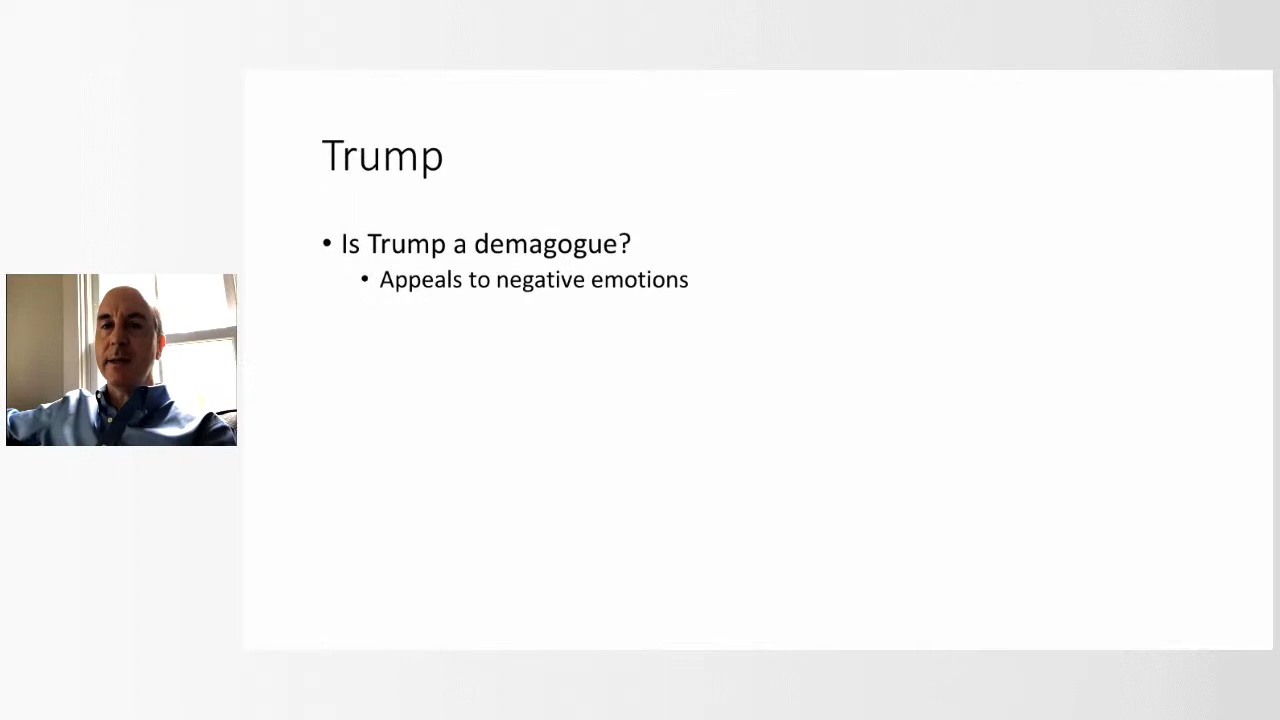 Trump
• Is Trump a demagogue?
• Appeals to negative emotions